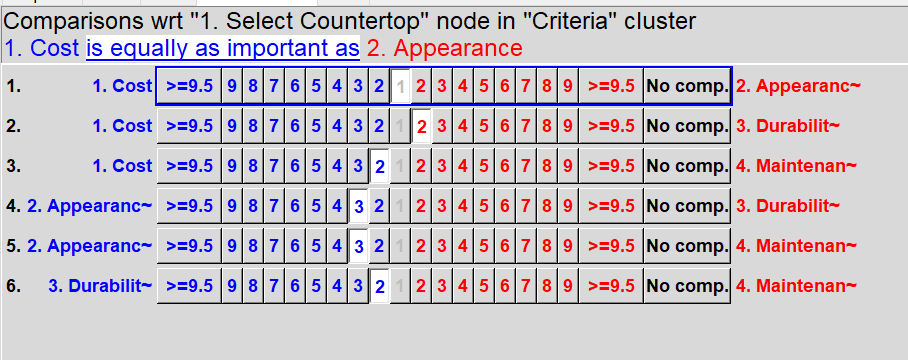 Comparisons wrt "1. Select Countertop" node in "Criteria" cluster
1. Cost is equally as important as 2. Appearance
1. 1. Cost >=9.5 9 8 7 6 5 4 3 2 1 2 3 4 5 6 7 8 9 >=9.5 No comp. 2. Appearanc~
2. 1. Cost >=9.5 9 8 7 6 5 4 3 2 1 2 3 4 5 6 7 8 9 >=9.5 No comp. 3. Durabilit~
3. 1. Cost >=9.5 9 8 7 6 5 4 3 2 1 2 3 4 5 6 7 8 9 >=9.5 No comp. 4. Maintenan~
4. 2. Appearanc~ >=9.5 9 8 7 6 5 4 3 2 1 2 3 4 5 6 7 8 9 >=9.5 No comp. 3. Durabilit~
5. 2. Appearanc~ >=9.5 9 8 7 6 5 4 3 2 1 2 3 4 5 6 7 8 9 >=9.5 No comp. 4. Maintenan~
6. 3. Durabilit~ >=9.5 9 8 7 6 5 4 3 2 1 2 3 4 5 6 7 8 9 >=9.5 No comp. 4. Maintenan~